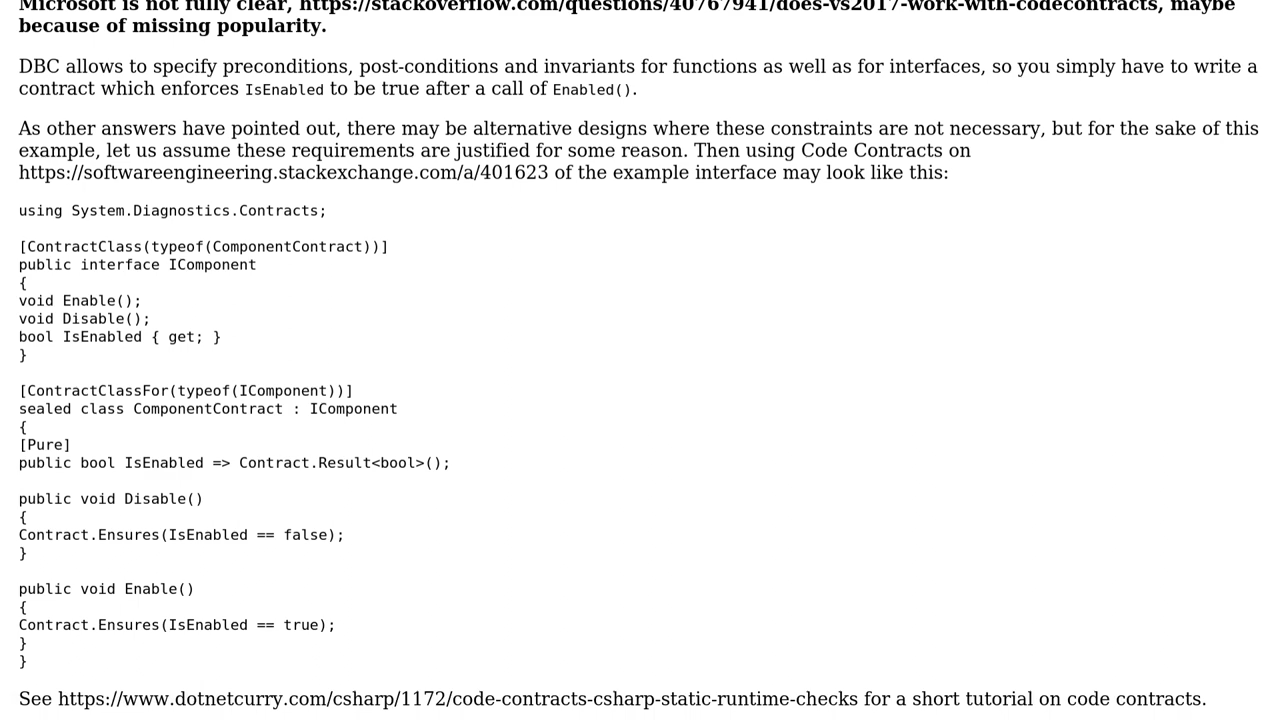 Microsoft is not fully clear, https://stackoverflow.com/questions/40767941/does-vs2017-work-with-codecontracts, maybe
because of missing popularity.
DBC allows to specify preconditions, post-conditions and invariants for functions as well as for interfaces, so you simply have to write a
contract which enforces IsEnabled to be true after a call of Enabled().
As other answers have pointed out, there may be alternative designs where these constraints are not necessary, but for the sake of this
example, let us assume these requirements are justified for some reason. Then using Code Contracts on
https://softwareengineering.stackexchange.com/a/401623 of the example interface may look like this:
using System.Diagnostics.Contracts;
[ContractClass(typeof(ComponentContract))]
public interface IComponent
{
void Enable();
void Disable();
bool IsEnabled { get; }
}
[ContractClassFor(typeof(IComponent))]
sealed class ComponentContract : IComponent
{
[Pure]
public bool IsEnabled => Contract.Result<bool>();
public void Disable()
{
Contract.Ensures(IsEnabled == false);
}
public void Enable()
{
Contract.Ensures(IsEnabled == true);
}
}
See https://www.dotnetcurry.com/csharp/1172/code-contracts-csharp-static-runtime-checks for a short tutorial on code contracts.